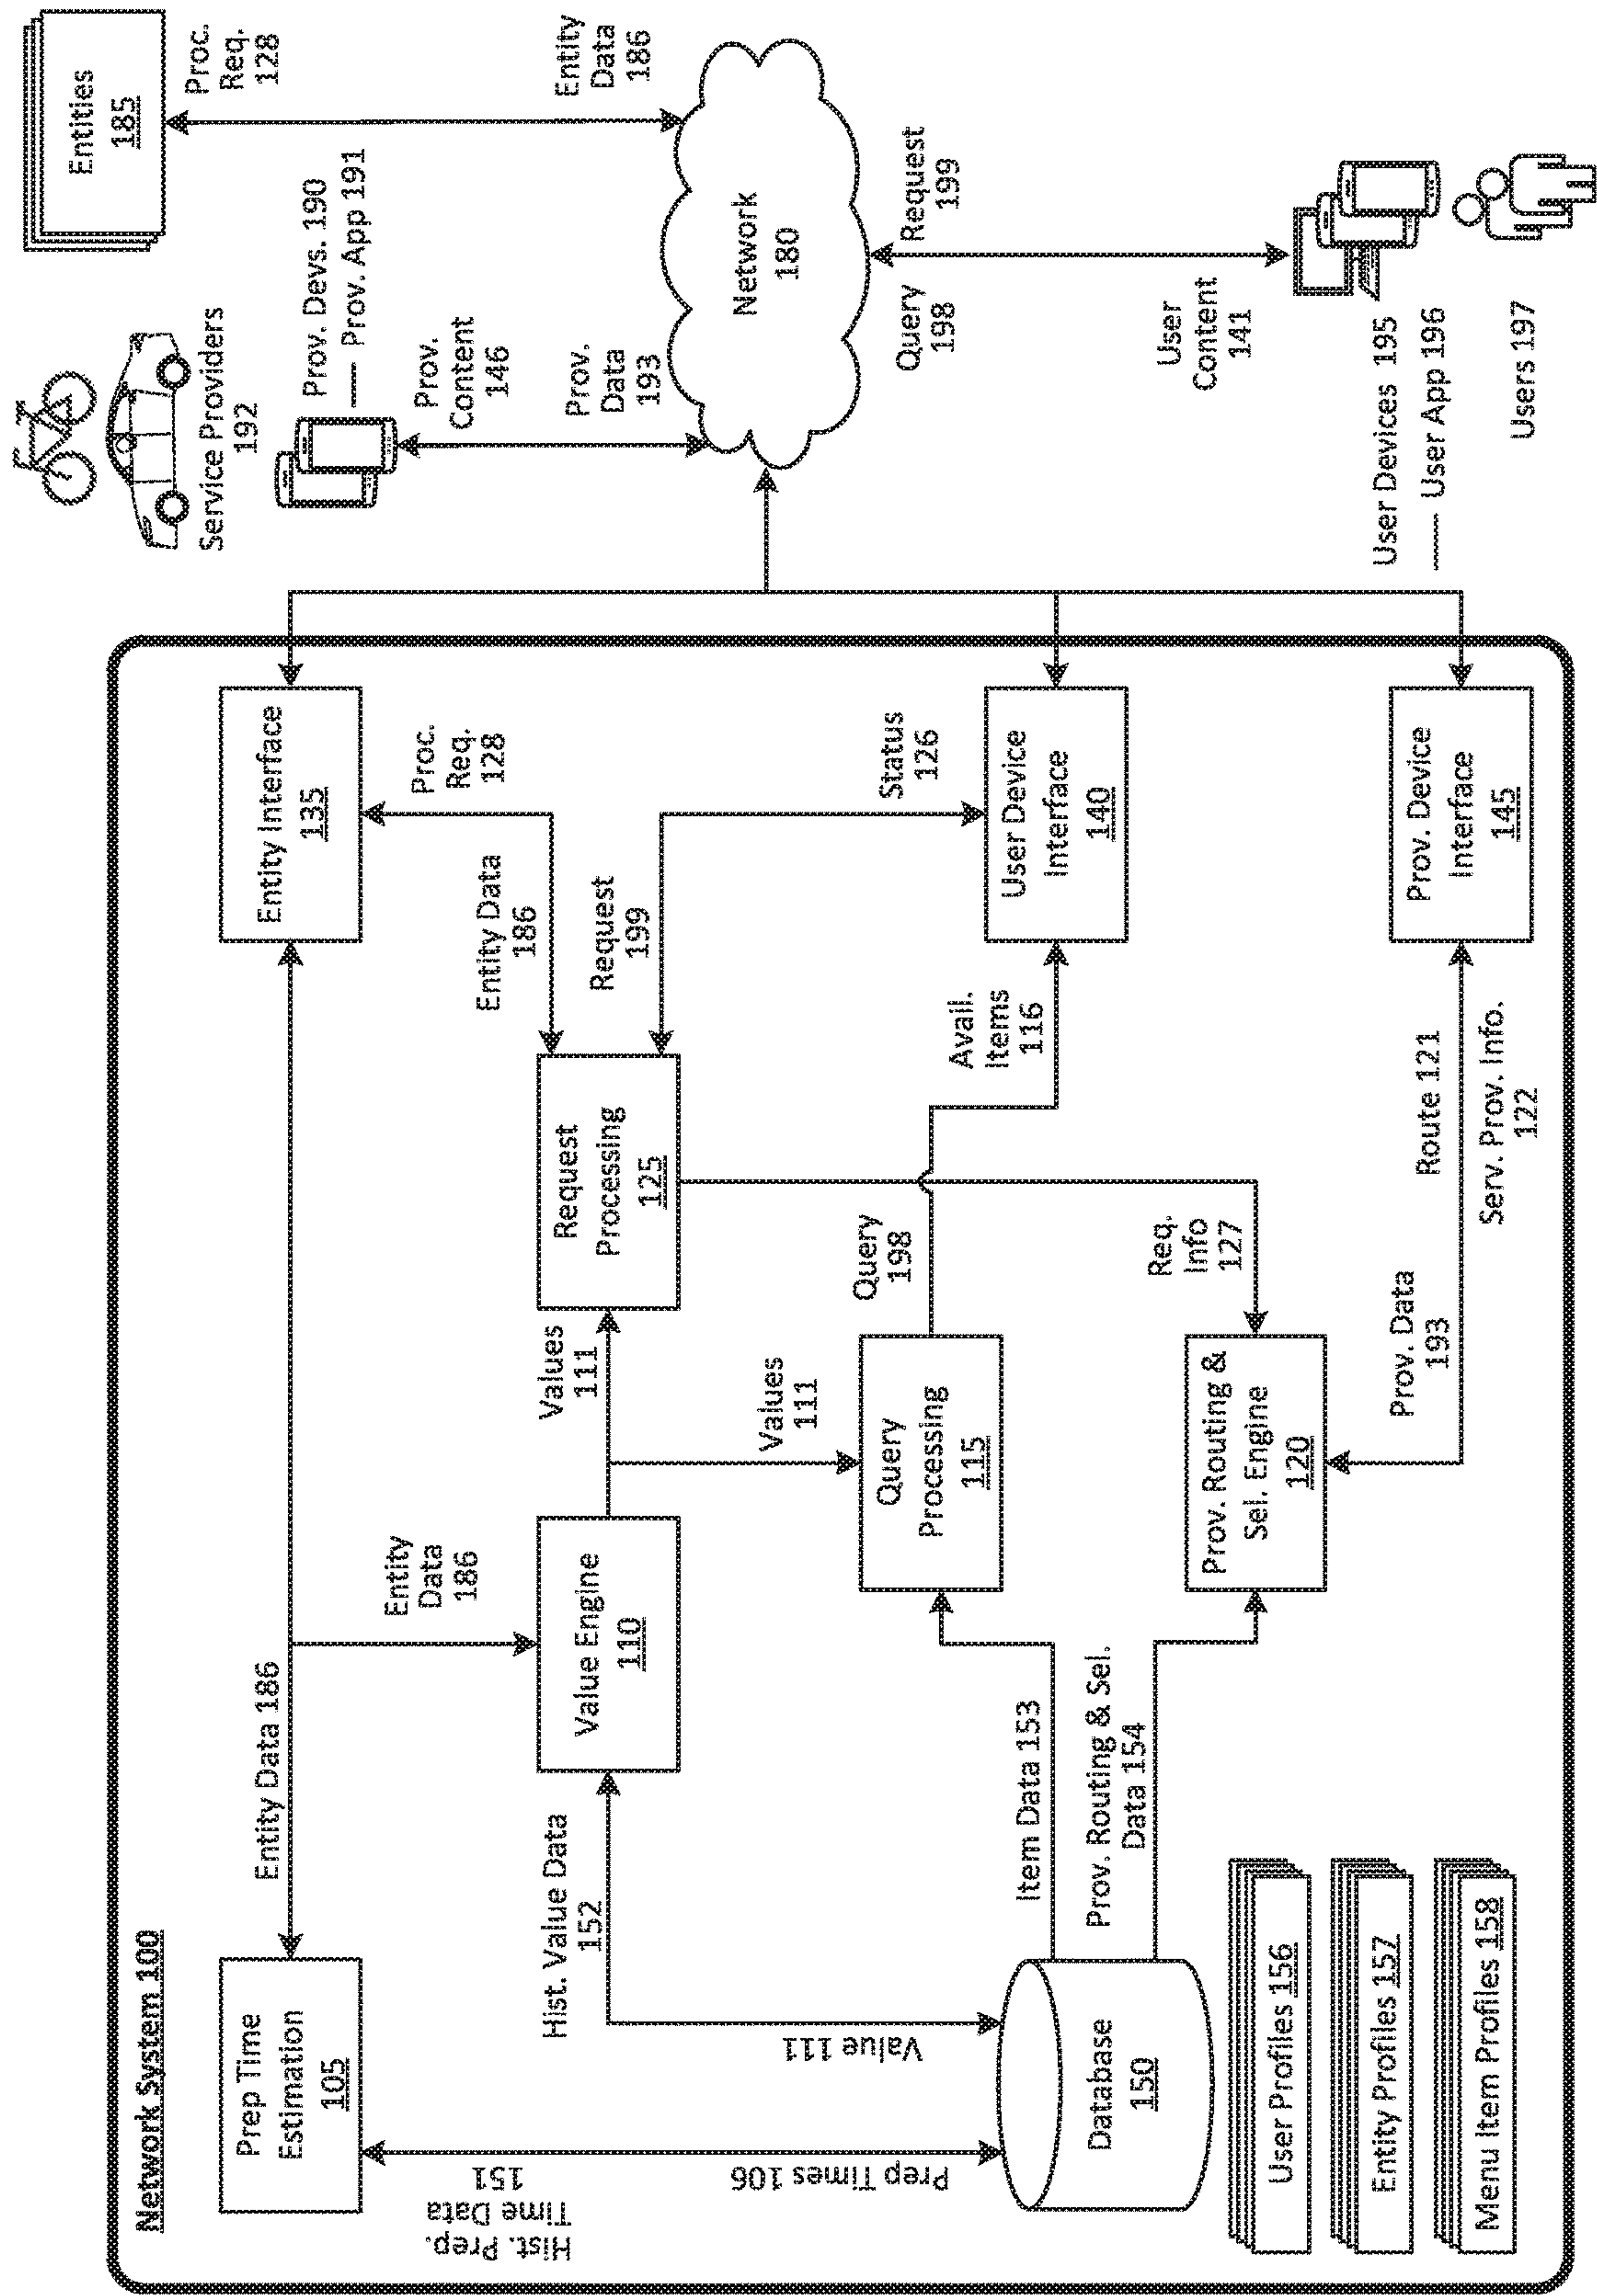 Network System 100
Prep Time
Estimation
105
Entity Data 186
Entity Interface
135
Entity
Data
186
Proc.
Req.
128
Entity Data
186
Hist. Prep.
Time Data
151
Prep Times 106
Hist. Value Data
152
Value 111
Value Engine
110
Values
111
Values
111
Request
Processing
125
Request
199
Status
126
Query
Processing
115
Query
198
Avail.
Items
116
User Device
Interface
140
Item Data 153
Prov. Routing & Sel.
Data 154
Database
150
Req.
Info
127
Prov. Routing &
Sel. Engine
120
Prov. Data
193
Route 121
Serv. Prov. Info.
122
Prov. Device
Interface
145
User Profiles 156
Entity Profiles 157
Menu Item Profiles 158
Service Providers
192
Prov. Devs. 190
Prov. App 191
Prov.
Content
146
Prov.
Data
193
Entities
185
Proc.
Req.
128
Entity
Data
186
Network
180
Query
198
Request
199
User
Content
141
User Devices 195
User App 196
Users 197